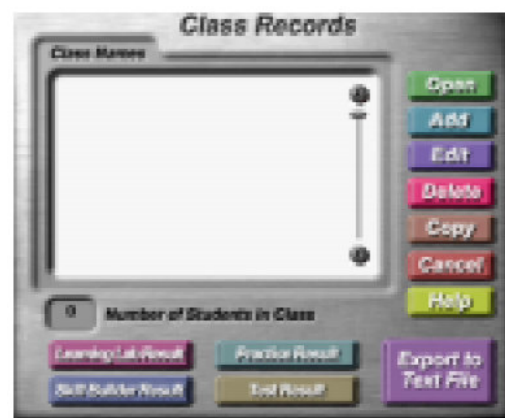 Class Records
Class Names
Open
Add
Edit
Delete
Copy
Cancel
Help
0 Number of Students in Class
Learning Lab Result
Practice Result
Skill Builder Result
Test Result
Export to
Text File